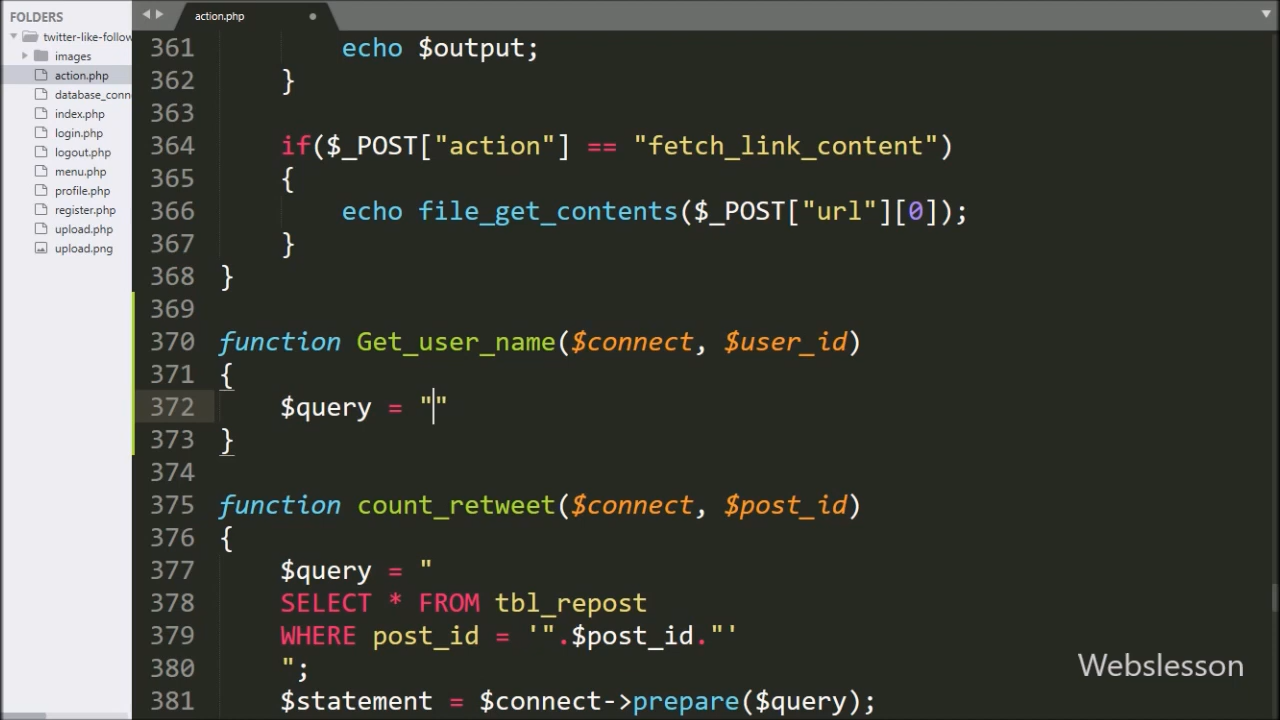 FOLDERS
twitter-like-follow
images
action.php
database_conn
index.php
login.php
logout.php
menu.php
profile.php
register.php
upload.php
upload.png
action.php
361 echo $output;
362 }
363
364 if($_POST["action"] == "fetch_link_content")
365 {
366 echo file_get_contents($_POST["url"][0]);
367 }
368 }
369
370 function Get_user_name($connect, $user_id)
371 {
372 $query = ""
373 }
374
375 function count_retweet($connect, $post_id)
376 {
377 $query = "
378 SELECT * FROM tbl_repost
379 WHERE post_id = '".$post_id."'
380 ";
381 $statement = $connect->prepare($query);
Webslesson